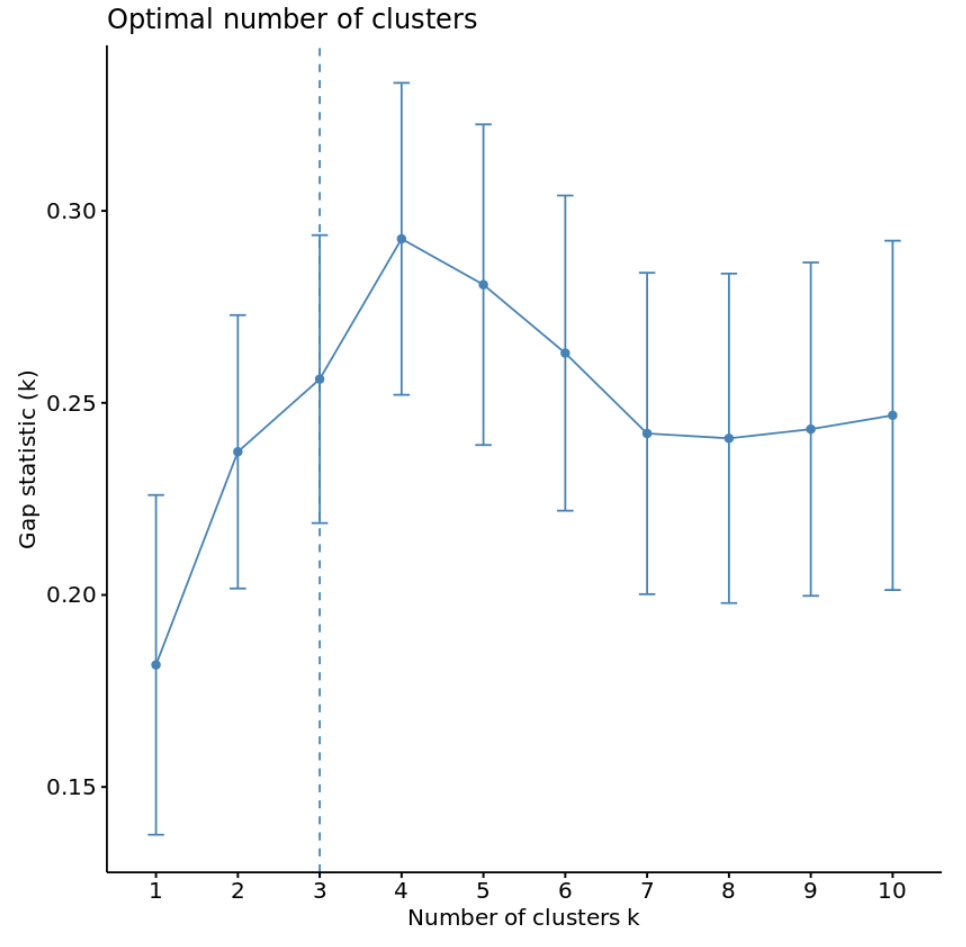 Optimal number of clusters
Gap statistic (k)
0.30
0.25
0.20
0.15
1 2 3 4 5 6 7 8 9 10
Number of clusters k